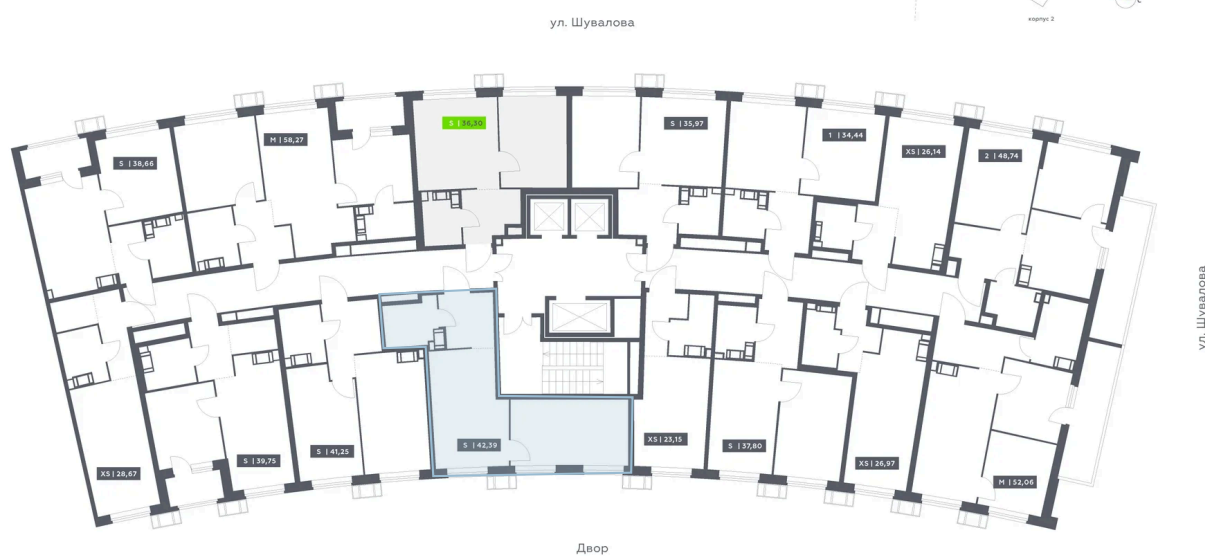 корпус 2
ул. Шувалова
S | 36,30
S | 35,97
1 | 34,44
M | 58,27
XS | 26,14
2 | 48,74
S | 38,66
ул. Шувалова
S | 42,39
XS | 23,15
S | 37,80
S | 41,25
S | 39,75
XS | 26,97
XS | 28,67
M | 52,06
Двор